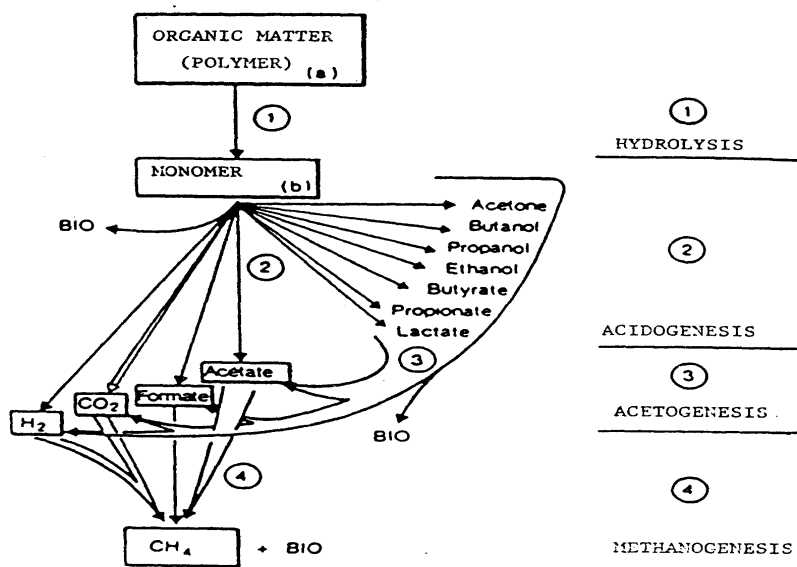 ORGANIC MATTER
(POLYMER) (a)
1
MONOMER
(b)
BIO
Acetone
Butanol
Propanol
Ethanol
Butyrate
Propionate
Lactate
2
3
Acetate
Formate
CO2
H2
BIO
4
CH4 + BIO
1
HYDROLYSIS
2
ACIDOGENESIS
3
ACETOGENESIS
4
METHANOGENESIS